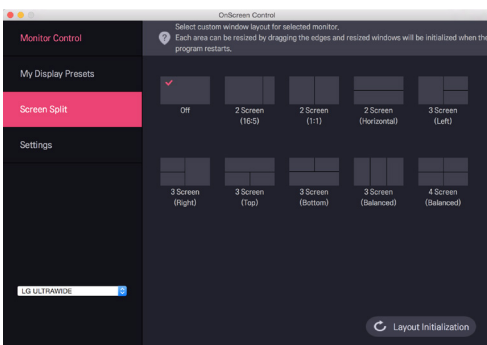 OnScreen Control
Monitor Control
My Display Presets
Screen Split
Settings
LG ULTRAWIDE
Select custom window layout for selected monitor.
Each area can be resized by dragging the edges and resized windows will be initialized when the
program restarts.
Off
2 Screen
(16:5)
2 Screen
(1:1)
2 Screen
(Horizontal)
3 Screen
(Left)
3 Screen
(Right)
3 Screen
(Top)
3 Screen
(Bottom)
3 Screen
(Balanced)
4 Screen
(Balanced)
Layout Initialization